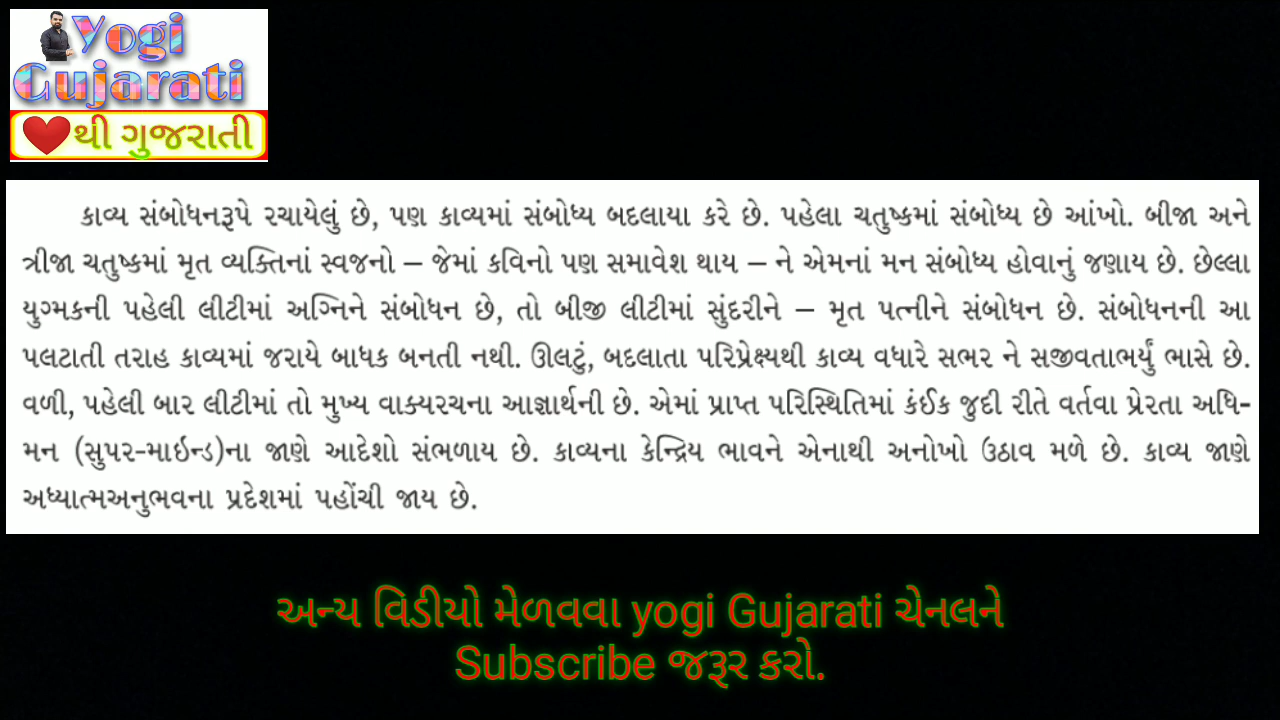 Yogi
Gujarati
થી ગુજરાતી
કાવ્ય સંબોધનરૂપે રચાયેલું છે, પણ કાવ્યમાં સંબોધ્ય બદલાયા કરે છે. પહેલા ચતુષ્કમાં સંબોધ્ય છે આંખો. બીજા અને
ત્રીજા ચતુષ્કમાં મૃત વ્યક્તિનાં સ્વજનો – જેમાં કવિનો પણ સમાવેશ થાય – ને એમનાં મન સંબોધ્ય હોવાનું જણાય છે. છેલ્લા
યુગ્મકની પહેલી લીટીમાં અગ્નિને સંબોધન છે, તો બીજી લીટીમાં સુંદરીને – મૃત પત્નીને સંબોધન છે. સંબોધનની આ
પલટાતી તરાહ કાવ્યમાં જરાયે બાધક બનતી નથી. ઊલટું, બદલાતા પરિપ્રેક્ષ્યથી કાવ્ય વધારે સભર ને સજીવતાભર્યું ભાસે છે.
વળી, પહેલી બાર લીટીમાં તો મુખ્ય વાક્યરચના આજ્ઞાર્થની છે. એમાં પ્રાપ્ત પરિસ્થિતિમાં કંઈક જુદી રીતે વર્તવા પ્રેરતા અધિ-
મન (સુપર-માઇન્ડ)ના જાણે આદેશો સંભળાય છે. કાવ્યના કેન્દ્રિય ભાવને એનાથી અનોખો ઉઠાવ મળે છે. કાવ્ય જાણે
અધ્યાત્મઅનુભવના પ્રદેશમાં પહોંચી જાય છે.
અન્ય વિડીયો મેળવવા yogi Gujarati ચેનલને
Subscribe જરૂર કરો.